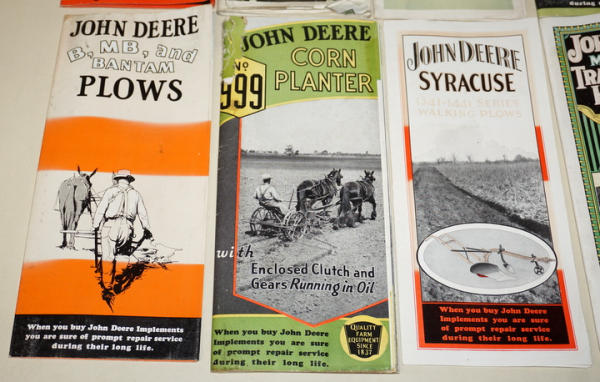 JOHN DEERE
B, MB, and
BANTAM
PLOWS
When you buy John Deere Implements
you are sure of prompt repair service
during their long life.
JOHN DEERE
No
999
CORN
PLANTER
with
Enclosed Clutch and
Gears Running in Oil
When you buy John Deere
Implements you are sure
of prompt repair service
during their long life.
QUALITY
FARM
EQUIPMENT
SINCE
1837
JOHN DEERE
SYRACUSE
1241-1441 SERIES
WALKING PLOWS
When you buy John Deere
Implements you are sure
of prompt repair service
during their long life.